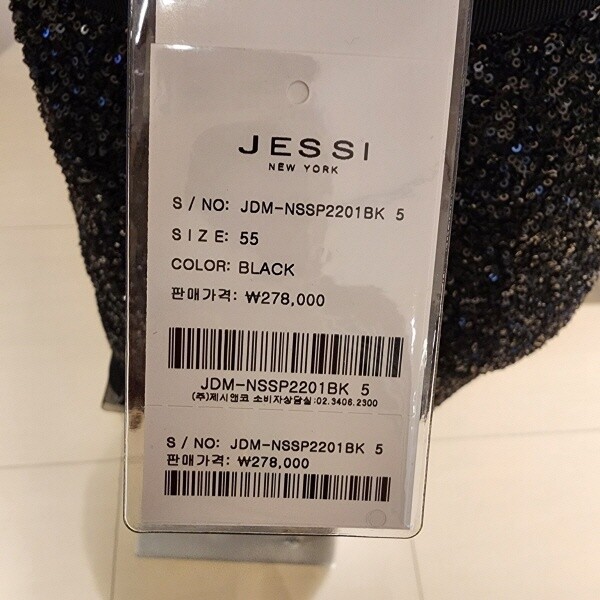 JESSI
NEW YORK
S / NO: JDM-NSSP2201BK 5
SIZE: 55
COLOR: BLACK
판매가격: ₩278,000
JDM-NSSP2201BK 5
(주)제시앤코 소비자상담실:02.3406.2300
S / NO: JDM-NSSP2201BK 5
판매가격: ₩278,000